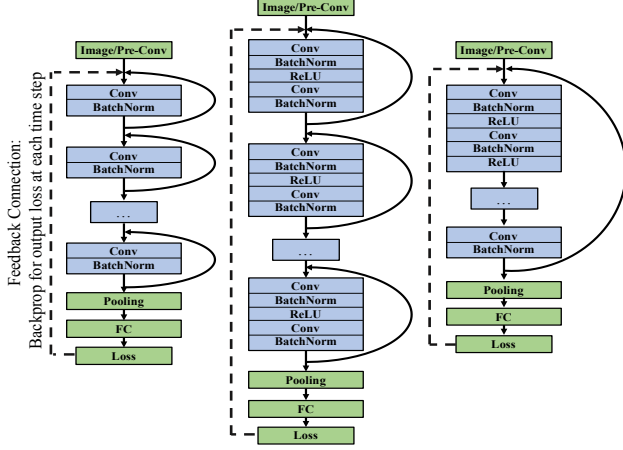 Feedback Connection:
Backprop for output loss at each time step
Image/Pre-Conv
Conv
BatchNorm
Conv
BatchNorm
...
Conv
BatchNorm
Pooling
FC
Loss
Image/Pre-Conv
Conv
BatchNorm
ReLU
Conv
BatchNorm
Conv
BatchNorm
ReLU
Conv
BatchNorm
...
Conv
BatchNorm
ReLU
Conv
BatchNorm
Pooling
FC
Loss
Image/Pre-Conv
Conv
BatchNorm
ReLU
Conv
BatchNorm
ReLU
...
Conv
BatchNorm
Pooling
FC
Loss